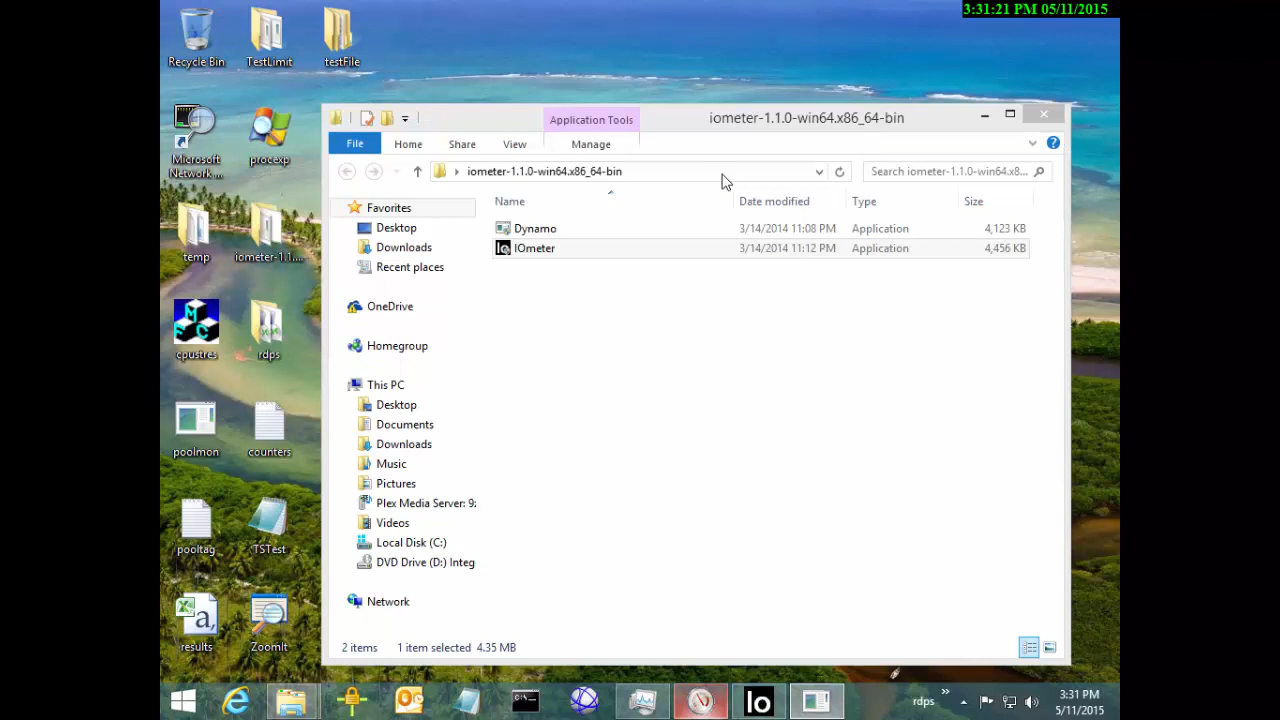 3:31:21 PM 05/11/2015
Recycle Bin
TestLimit
testFile
Microsoft
Network ...
procexp
temp
iometer-1.1....
cpustres
rdps
poolmon
counters
pooltag
TSTest
results
ZoomIt
Application Tools
iometer-1.1.0-win64.x86_64-bin
File
Home
Share
View
Manage
iometer-1.1.0-win64.x86_64-bin
Search iometer-1.1.0-win64.x8...
Name
Date modified
Type
Size
Dynamo
3/14/2014 11:08 PM
Application
4,123 KB
IOmeter
3/14/2014 11:12 PM
Application
4,456 KB
Favorites
Desktop
Downloads
Recent places
OneDrive
Homegroup
This PC
Desktop
Documents
Downloads
Music
Pictures
Plex Media Server: 9:
Videos
Local Disk (C:)
DVD Drive (D:) Integ
Network
2 items
1 item selected 4.35 MB
Io
rdps
3:31 PM
5/11/2015